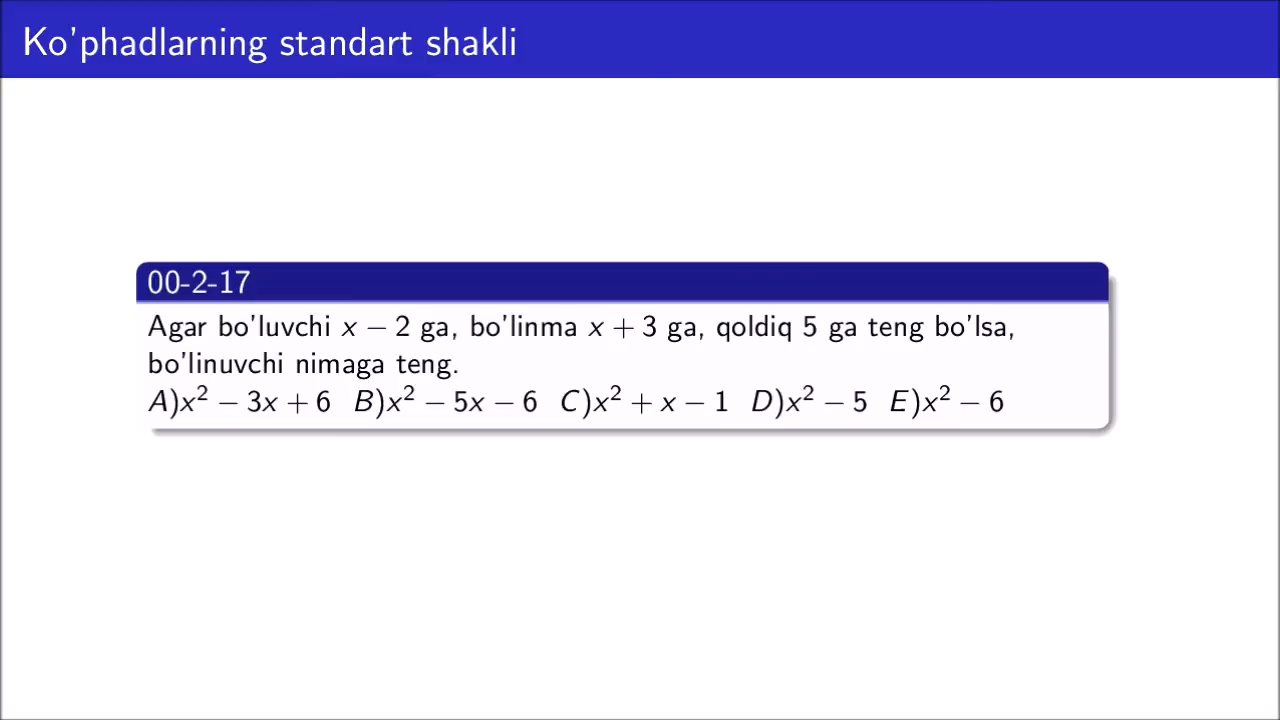 Ko'phadlarning standart shakli
00-2-17
Agar bo'luvchi x − 2 ga, bo'linma x + 3 ga, qoldiq 5 ga teng bo'lsa,
bo'linuvchi nimaga teng.
A)x² − 3x + 6 B)x² − 5x − 6 C)x² + x − 1 D)x² − 5 E)x² − 6